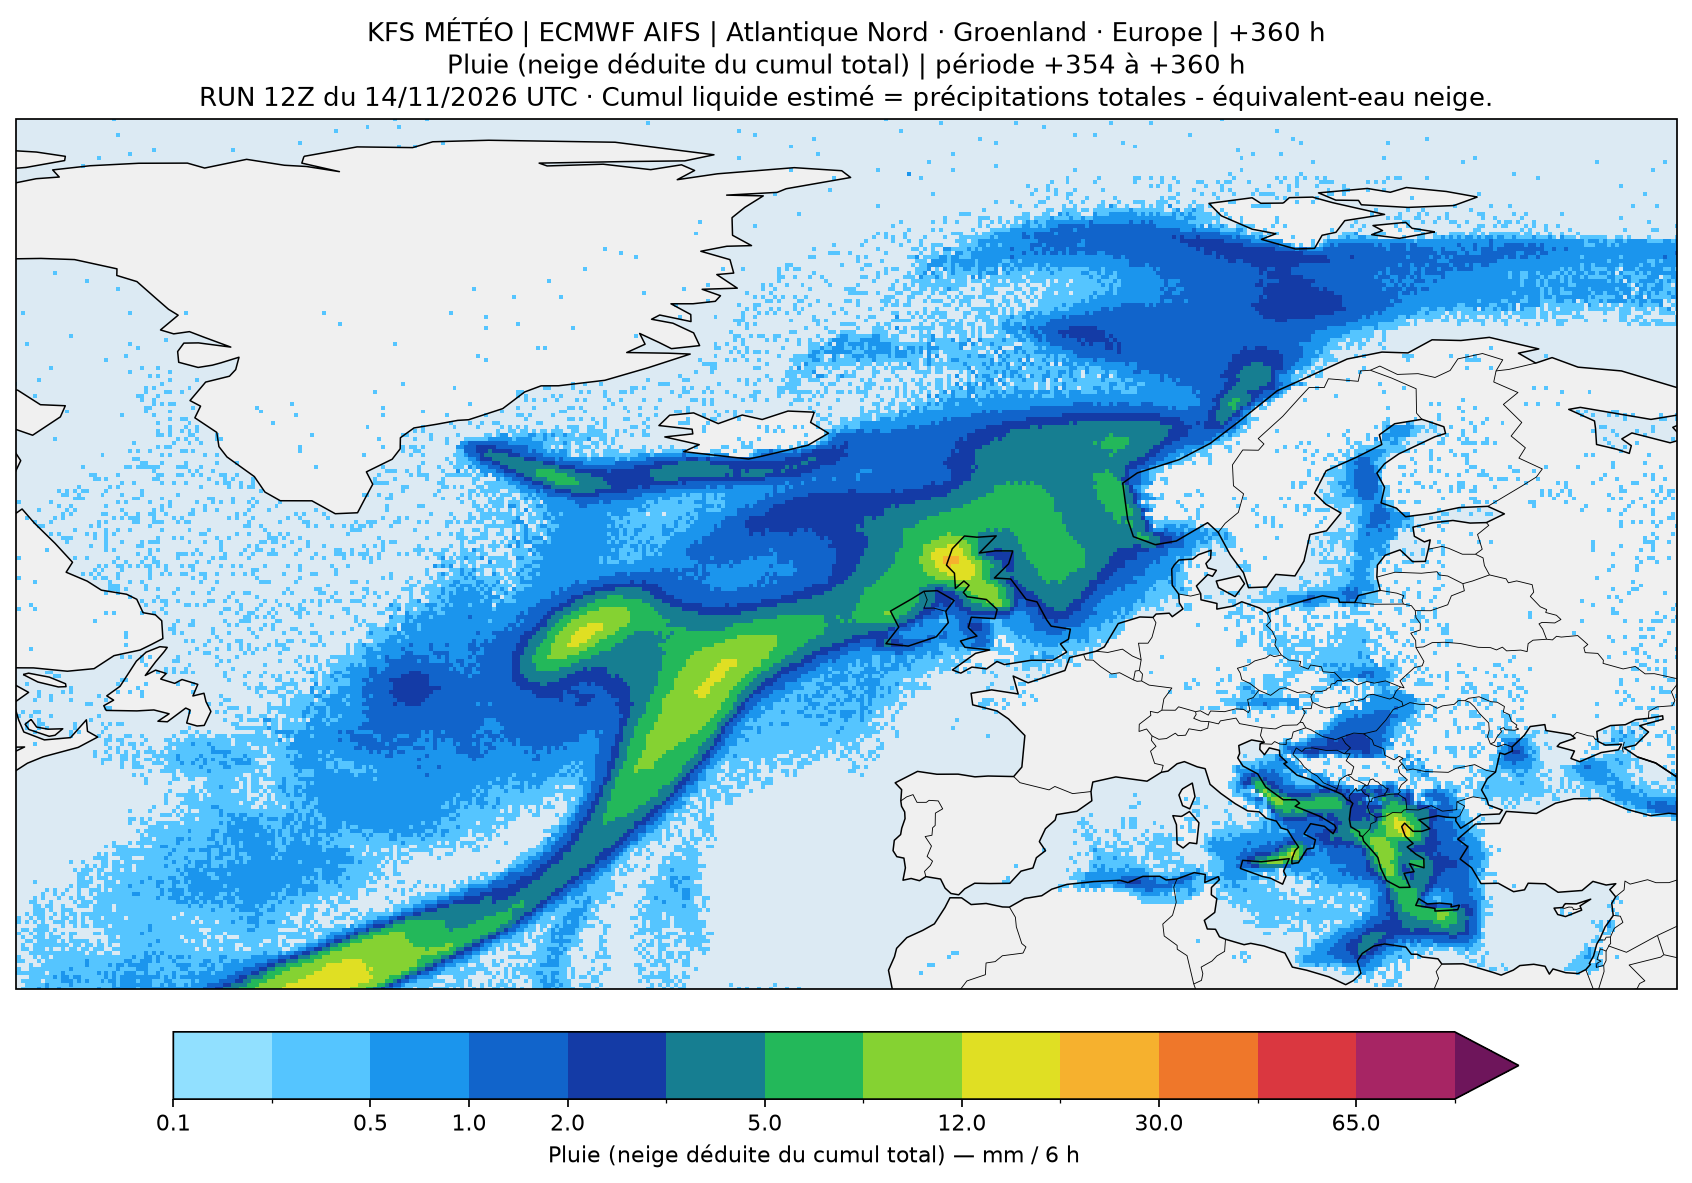 KFS MÉTÉO | ECMWF AIFS | Atlantique Nord · Groenland · Europe | +360 h
Pluie (neige déduite du cumul total) | période +354 à +360 h
RUN 12Z du 14/11/2026 UTC · Cumul liquide estimé = précipitations totales - équivalent-eau neige.
0.1 0.5 1.0 2.0 5.0 12.0 30.0 65.0
Pluie (neige déduite du cumul total) — mm / 6 h